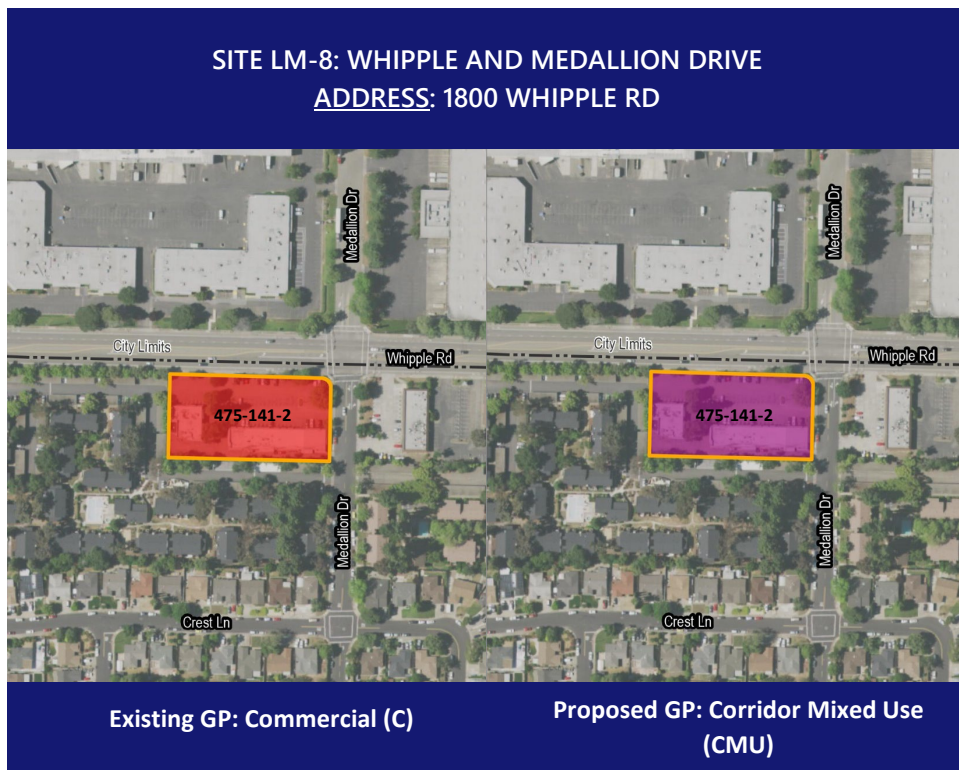 SITE LM-8: WHIPPLE AND MEDALLION DRIVE
ADDRESS: 1800 WHIPPLE RD
Medallion Dr
City Limits
Whipple Rd
475-141-2
Medallion Dr
Crest Ln
Medallion Dr
City Limits
Whipple Rd
475-141-2
Medallion Dr
Crest Ln
Existing GP: Commercial (C)
Proposed GP: Corridor Mixed Use
(CMU)